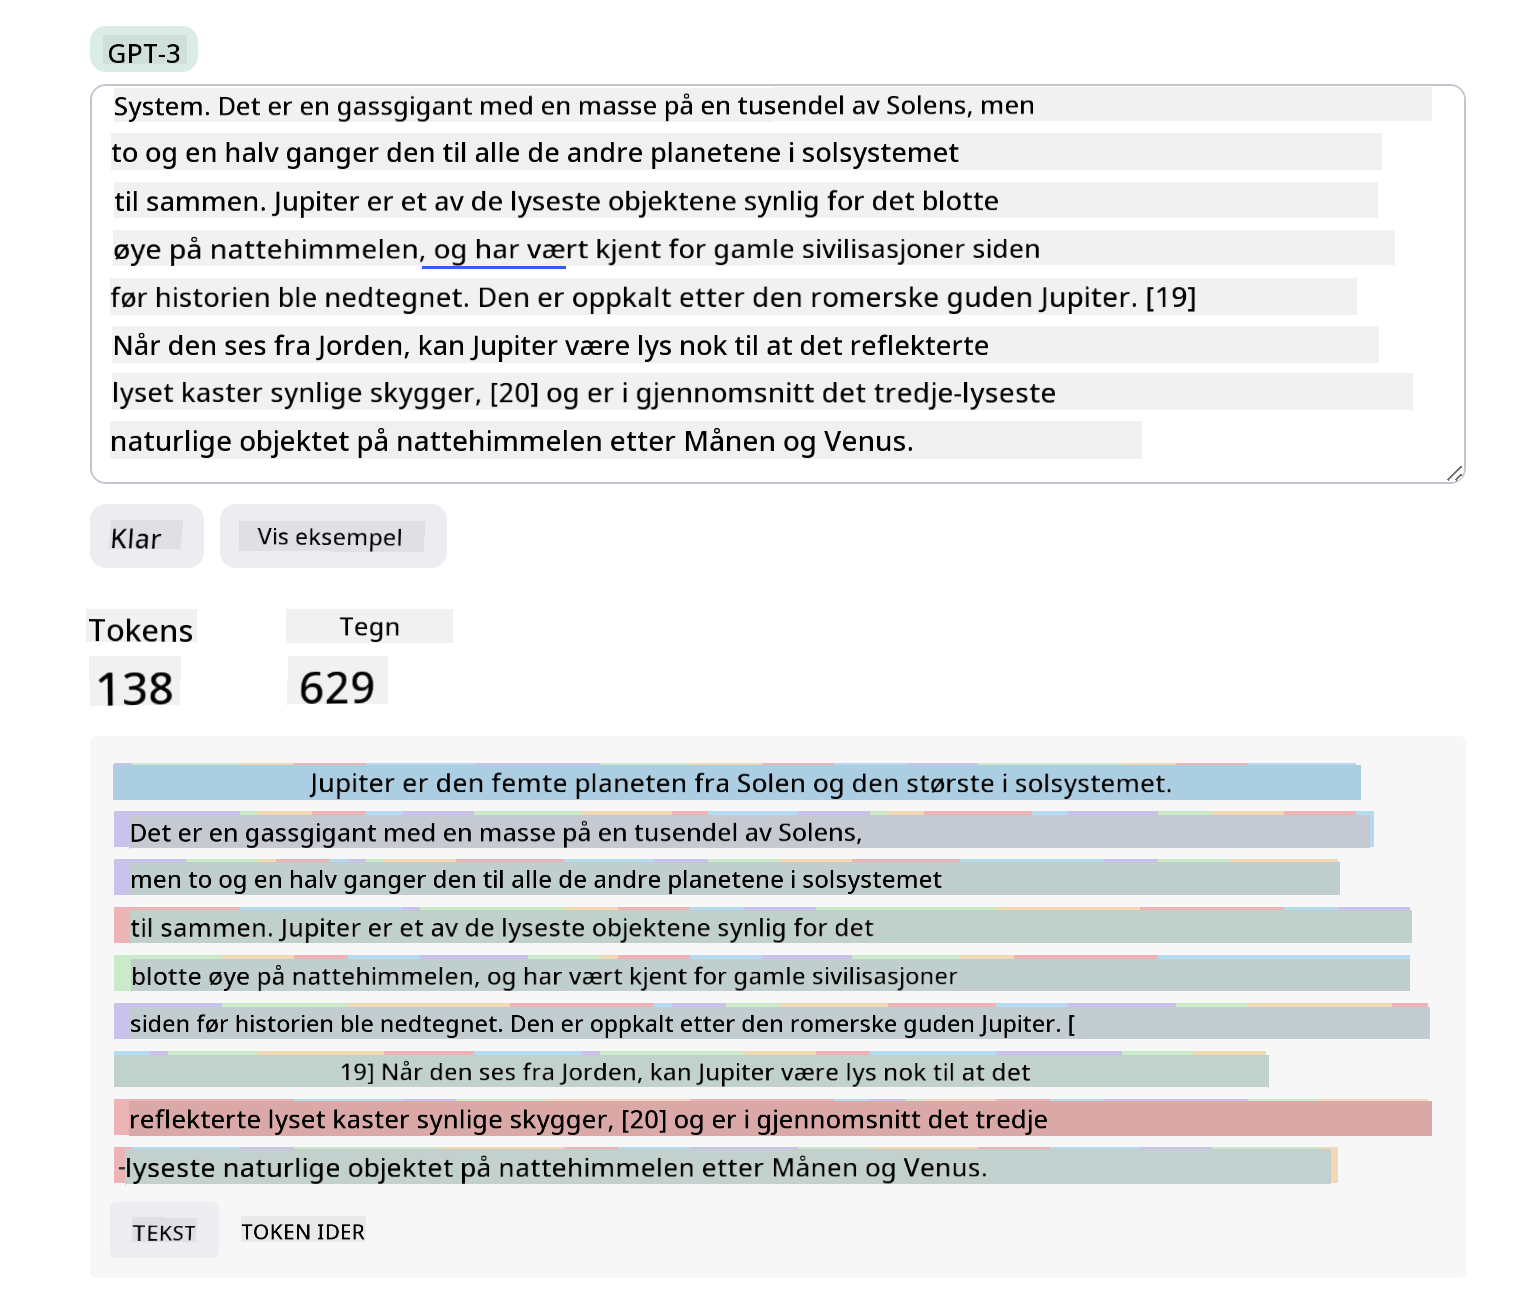 GPT-3
System. Det er en gassgigant med en masse på en tusendel av Solens, men
to og en halv ganger den til alle de andre planetene i solsystemet
til sammen. Jupiter er et av de lyseste objektene synlig for det blotte
øye på nattehimmelen, og har vært kjent for gamle sivilisasjoner siden
før historien ble nedtegnet. Den er oppkalt etter den romerske guden Jupiter. [19]
Når den ses fra Jorden, kan Jupiter være lys nok til at det reflekterte
lyset kaster synlige skygger, [20] og er i gjennomsnitt det tredje-lyseste
naturlige objektet på nattehimmelen etter Månen og Venus.
Klar
Vis eksempel
Tokens
Tegn
138
629
Jupiter er den femte planeten fra Solen og den største i solsystemet.
Det er en gassgigant med en masse på en tusendel av Solens,
men to og en halv ganger den til alle de andre planetene i solsystemet
til sammen. Jupiter er et av de lyseste objektene synlig for det
blotte øye på nattehimmelen, og har vært kjent for gamle sivilisasjoner
siden før historien ble nedtegnet. Den er oppkalt etter den romerske guden Jupiter. [
19] Når den ses fra Jorden, kan Jupiter være lys nok til at det
reflekterte lyset kaster synlige skygger, [20] og er i gjennomsnitt det tredje
-lyseste naturlige objektet på nattehimmelen etter Månen og Venus.
TEKST
TOKEN IDER